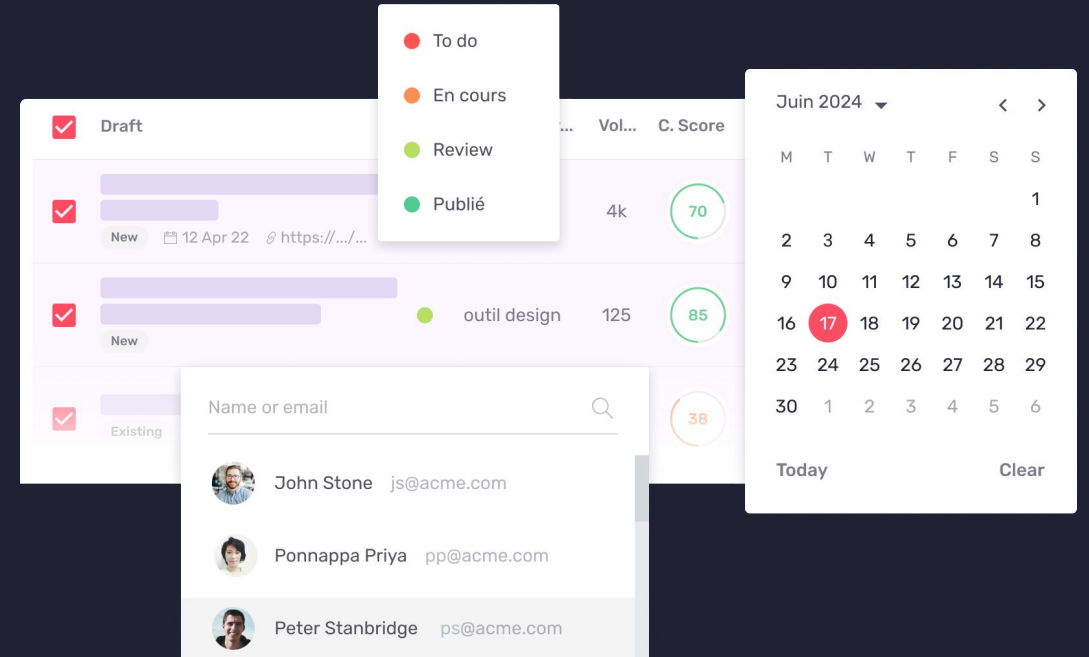 To do
En cours
Review
Publié
Draft
...
Vol...
C. Score
New
12 Apr 22
https://.../...
4k
70
New
outil design
125
85
Existing
38
Name or email
John Stone js@acme.com
Ponnappa Priya pp@acme.com
Peter Stanbridge ps@acme.com
Juin 2024
M T W T F S S
1
2 3 4 5 6 7 8
9 10 11 12 13 14 15
16 17 18 19 20 21 22
23 24 25 26 27 28 29
30 1 2 3 4 5 6
Today Clear